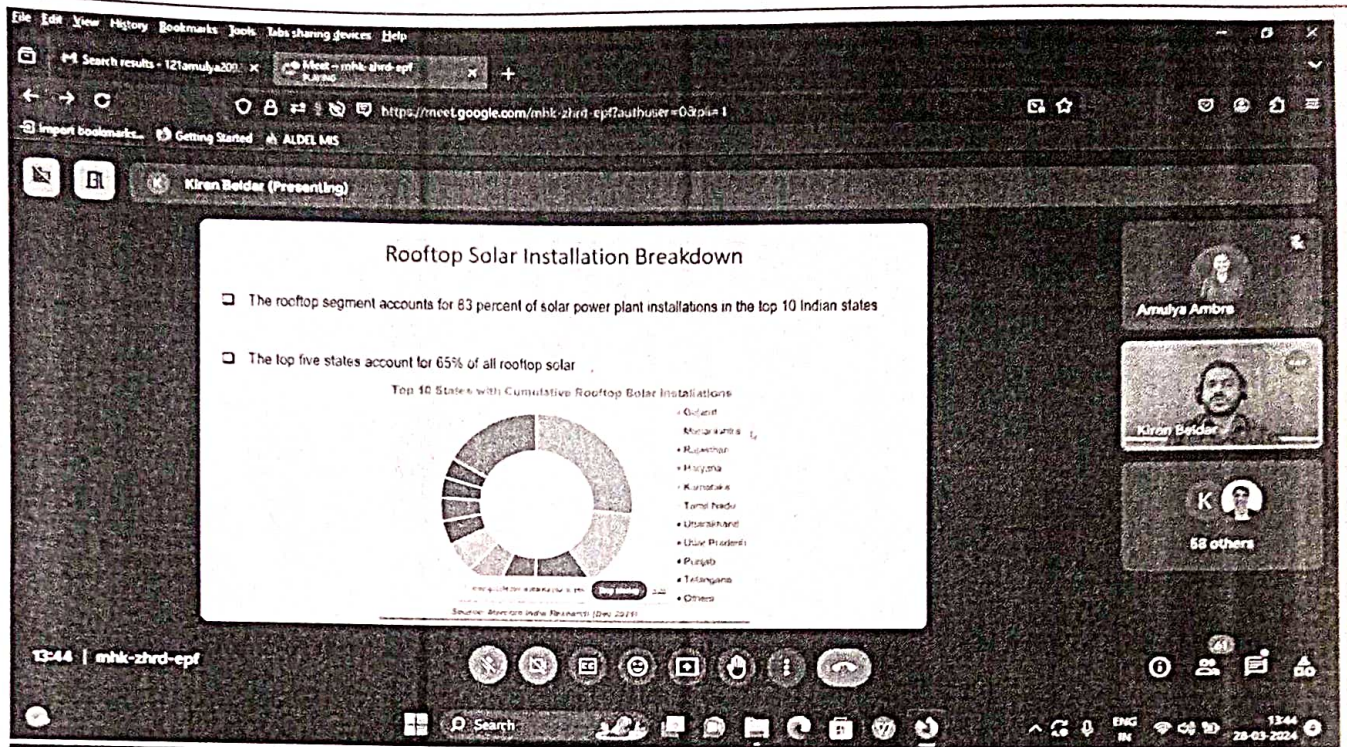 File Edit View History Bookmarks Tools Tabs sharing devices Help
Search results - 121amulya200
Meet – mhk-zhrd-epf
PLAYING
https://meet.google.com/mhk-zhrd-epf?authuser=0&pli=1
Import bookmarks... Getting Started ALDEL MIS
K Kiren Beldar (Presenting)
Rooftop Solar Installation Breakdown
The rooftop segment accounts for 83 percent of solar power plant installations in the top 10 Indian states
The top five states account for 65% of all rooftop solar
Top 10 States with Cumulative Rooftop Solar Installations
Gujarat
Maharashtra
Rajasthan
Haryana
Karnataka
Tamil Nadu
Uttarakhand
Uttar Pradesh
Punjab
Telangana
Others
Stop sharing
Source: Mercom India Research
Amulya Ambre
Kiren Beldar
K
58 others
13:44 | mhk-zhrd-epf
61
Search
ENG
IN
13:44
28-03-2024